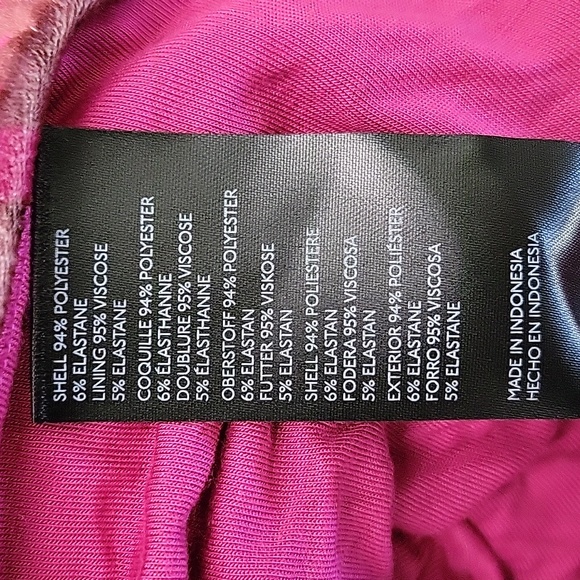 SHELL 94% POLYESTER
6% ELASTANE
LINING 95% VISCOSE
5% ELASTANE
COQUILLE 94% POLYESTER
6% ÉLASTHANNE
DOUBLURE 95% VISCOSE
5% ÉLASTHANNE
OBERSTOFF 94% POLYESTER
6% ELASTAN
FUTTER 95% VISKOSE
5% ELASTAN
SHELL 94% POLIESTERE
6% ELASTAN
FODERA 95% VISCOSA
5% ELASTAN
EXTERIOR 94% POLIÉSTER
6% ELASTANE
FORRO 95% VISCOSA
5% ELASTANE
MADE IN INDONESIA
HECHO EN INDONESIA